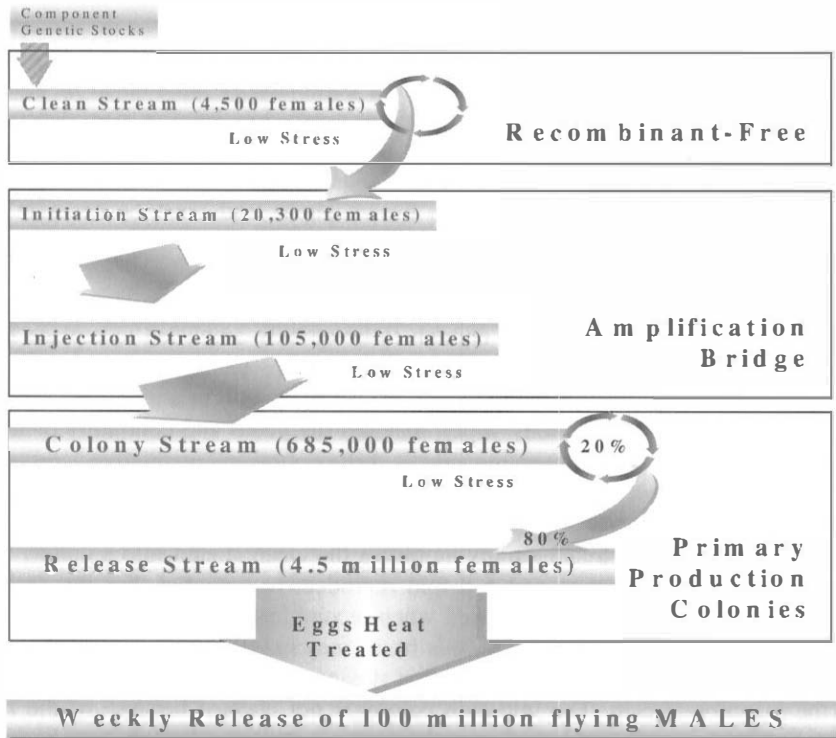 Component
Genetic Stocks
Clean Stream (4,500 females)
Low Stress
Recombinant-Free
Initiation Stream (20,300 females)
Low Stress
Injection Stream (105,000 females)
Low Stress
Amplification
Bridge
Colony Stream (685,000 females)
20%
Low Stress
80%
Release Stream (4.5 million females)
Primary
Production
Colonies
Eggs Heat
Treated
Weekly Release of 100 million flying MALES